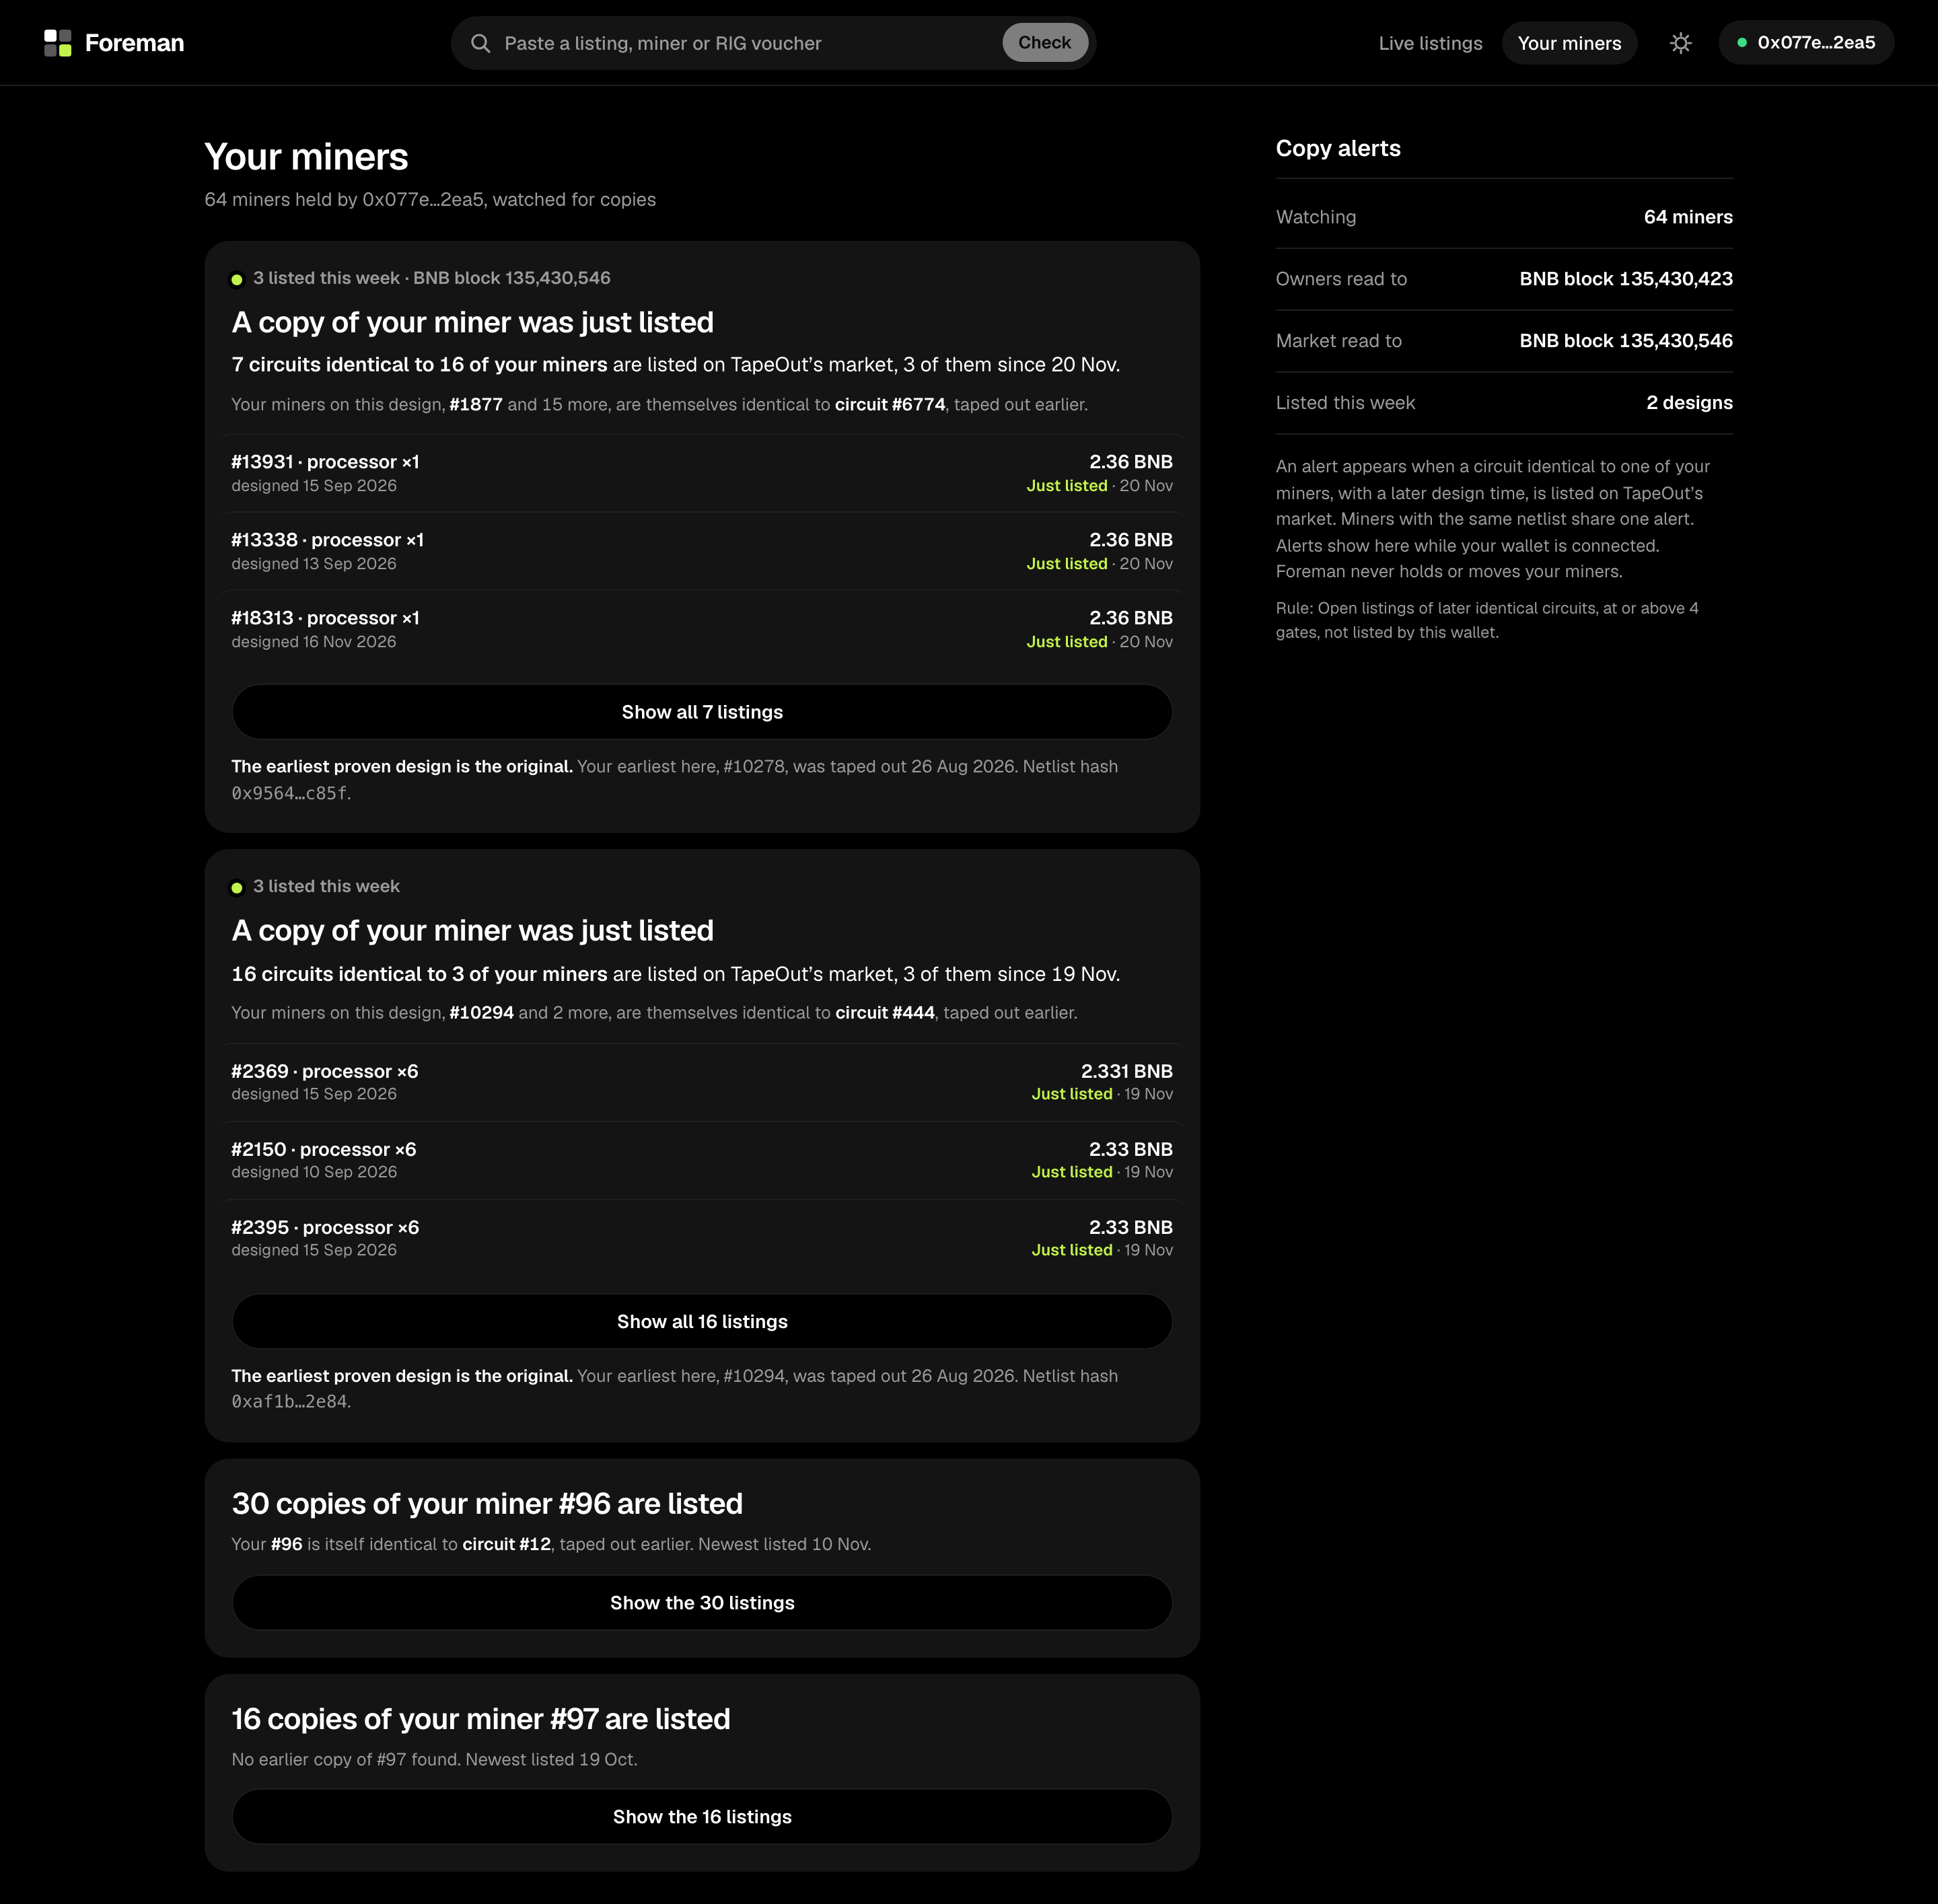 Foreman
Paste a listing, miner or RIG voucher
Check
Live listings
Your miners
0x077e…2ea5
Your miners
64 miners held by 0x077e…2ea5, watched for copies
3 listed this week · BNB block 135,430,546
A copy of your miner was just listed
7 circuits identical to 16 of your miners are listed on TapeOut’s market, 3 of them since 20 Nov.
Your miners on this design, #1877 and 15 more, are themselves identical to circuit #6774, taped out earlier.
#13931 · processor ×1
2.36 BNB
designed 15 Sep 2026
Just listed · 20 Nov
#13338 · processor ×1
2.36 BNB
designed 13 Sep 2026
Just listed · 20 Nov
#18313 · processor ×1
2.36 BNB
designed 16 Nov 2026
Just listed · 20 Nov
Show all 7 listings
The earliest proven design is the original. Your earliest here, #10278, was taped out 26 Aug 2026. Netlist hash
0x9564…c85f.
3 listed this week
A copy of your miner was just listed
16 circuits identical to 3 of your miners are listed on TapeOut’s market, 3 of them since 19 Nov.
Your miners on this design, #10294 and 2 more, are themselves identical to circuit #444, taped out earlier.
#2369 · processor ×6
2.331 BNB
designed 15 Sep 2026
Just listed · 19 Nov
#2150 · processor ×6
2.33 BNB
designed 10 Sep 2026
Just listed · 19 Nov
#2395 · processor ×6
2.33 BNB
designed 15 Sep 2026
Just listed · 19 Nov
Show all 16 listings
The earliest proven design is the original. Your earliest here, #10294, was taped out 26 Aug 2026. Netlist hash
0xaf1b…2e84.
30 copies of your miner #96 are listed
Your #96 is itself identical to circuit #12, taped out earlier. Newest listed 10 Nov.
Show the 30 listings
16 copies of your miner #97 are listed
No earlier copy of #97 found. Newest listed 19 Oct.
Show the 16 listings
Copy alerts
Watching
64 miners
Owners read to
BNB block 135,430,423
Market read to
BNB block 135,430,546
Listed this week
2 designs
An alert appears when a circuit identical to one of your
miners, with a later design time, is listed on TapeOut’s
market. Miners with the same netlist share one alert.
Alerts show here while your wallet is connected.
Foreman never holds or moves your miners.
Rule: Open listings of later identical circuits, at or above 4
gates, not listed by this wallet.